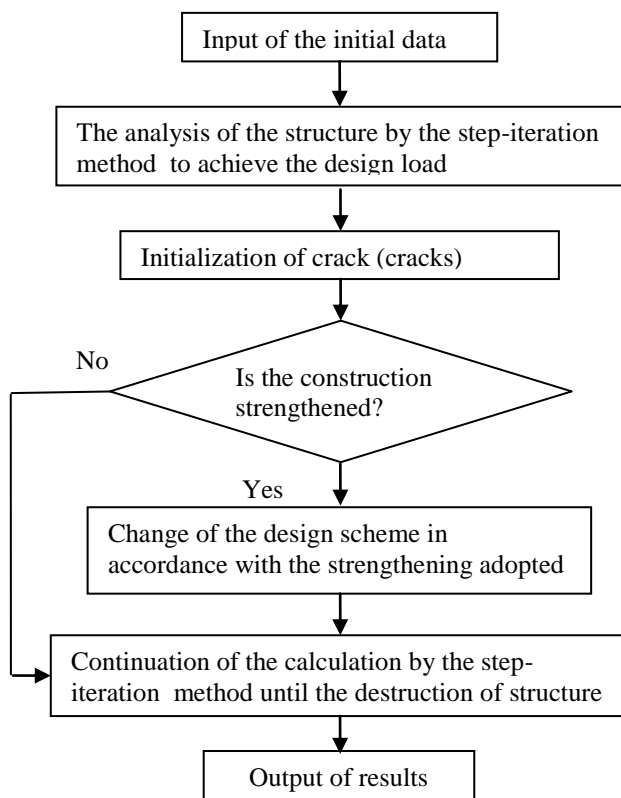 Input of the initial data
The analysis of the structure by the step-iteration
method to achieve the design load
Initialization of crack (cracks)
No
Is the construction
strengthened?
Yes
Change of the design scheme in
accordance with the strengthening adopted
Continuation of the calculation by the step-
iteration method until the destruction of structure
Output of results